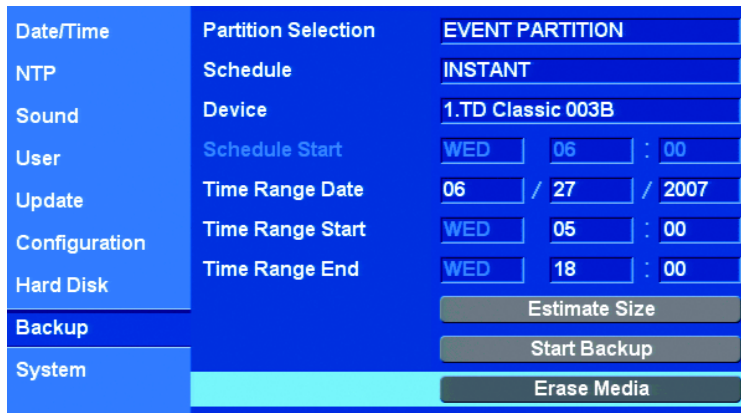 Date/Time
NTP
Sound
User
Update
Configuration
Hard Disk
Backup
System
Partition Selection EVENT PARTITION
Schedule INSTANT
Device 1.TD Classic 003B
Schedule Start WED 06 : 00
Time Range Date 06 / 27 / 2007
Time Range Start WED 05 : 00
Time Range End WED 18 : 00
Estimate Size
Start Backup
Erase Media